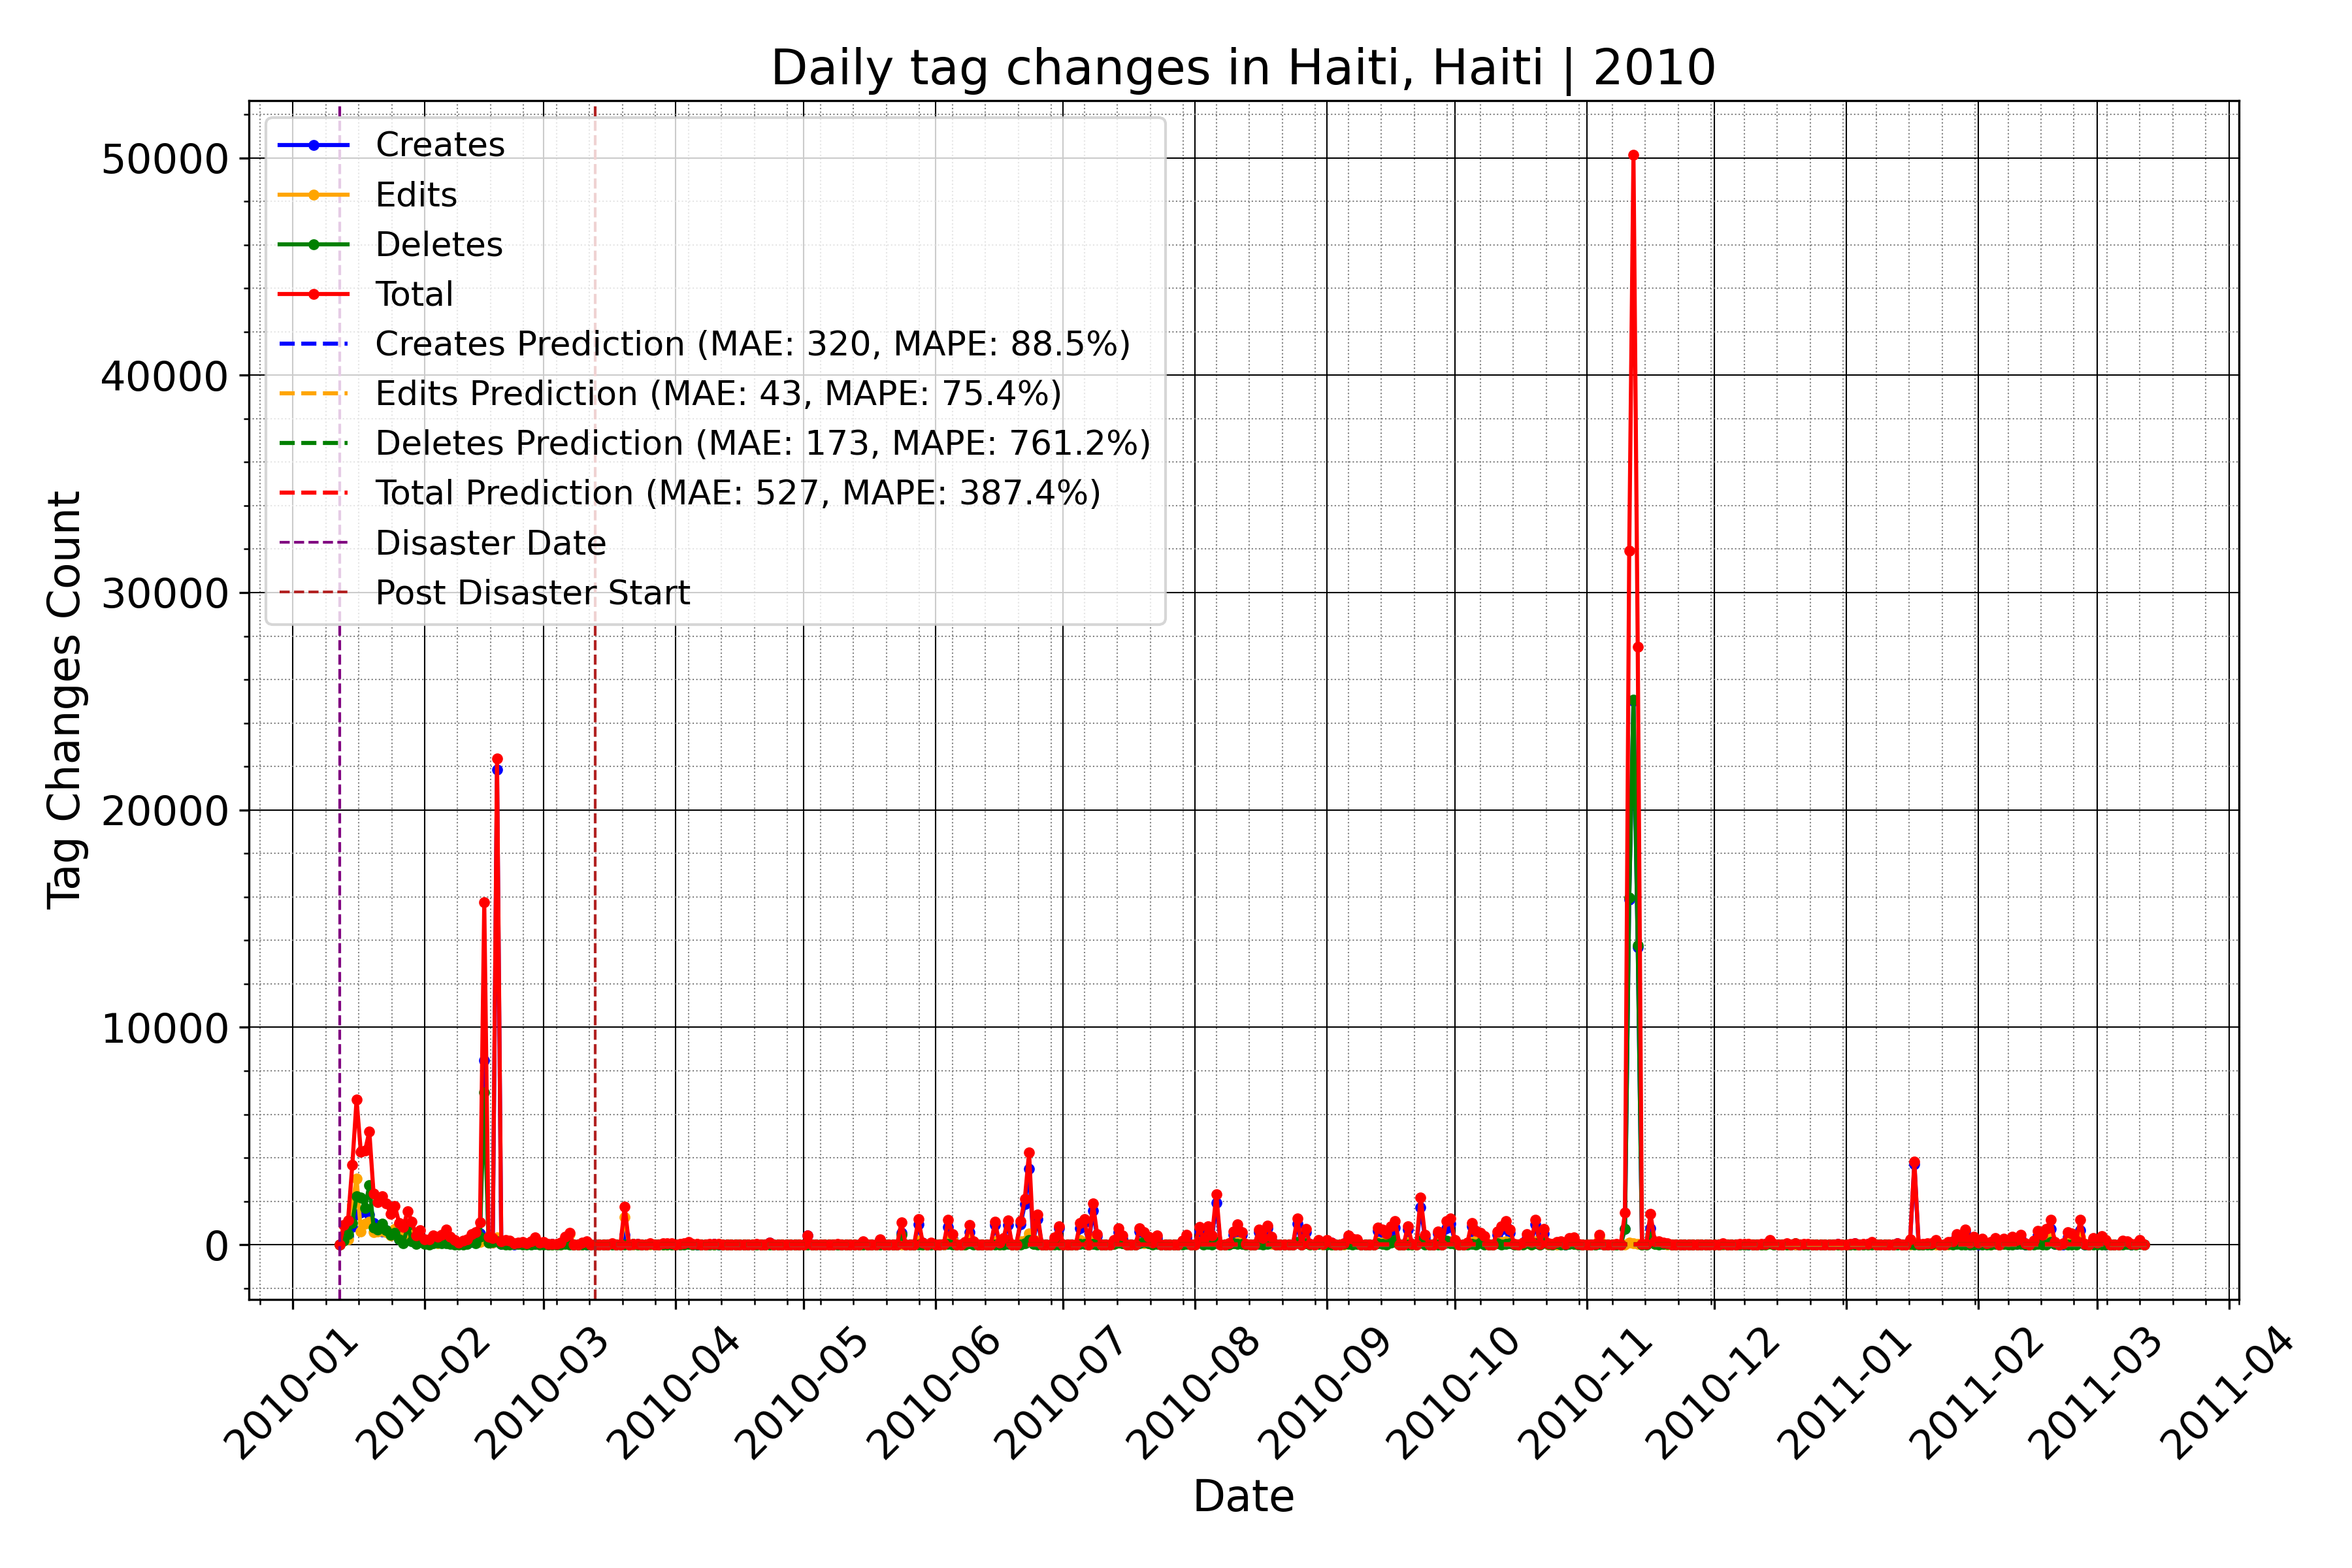 Daily tag changes in Haiti, Haiti | 2010
Tag Changes Count
50000
40000
30000
20000
10000
0
Creates
Edits
Deletes
Total
Creates Prediction (MAE: 320, MAPE: 88.5%)
Edits Prediction (MAE: 43, MAPE: 75.4%)
Deletes Prediction (MAE: 173, MAPE: 761.2%)
Total Prediction (MAE: 527, MAPE: 387.4%)
Disaster Date
Post Disaster Start
2010-01
2010-02
2010-03
2010-04
2010-05
2010-06
2010-07
2010-08
2010-09
2010-10
2010-11
2010-12
2011-01
2011-02
2011-03
2011-04
Date